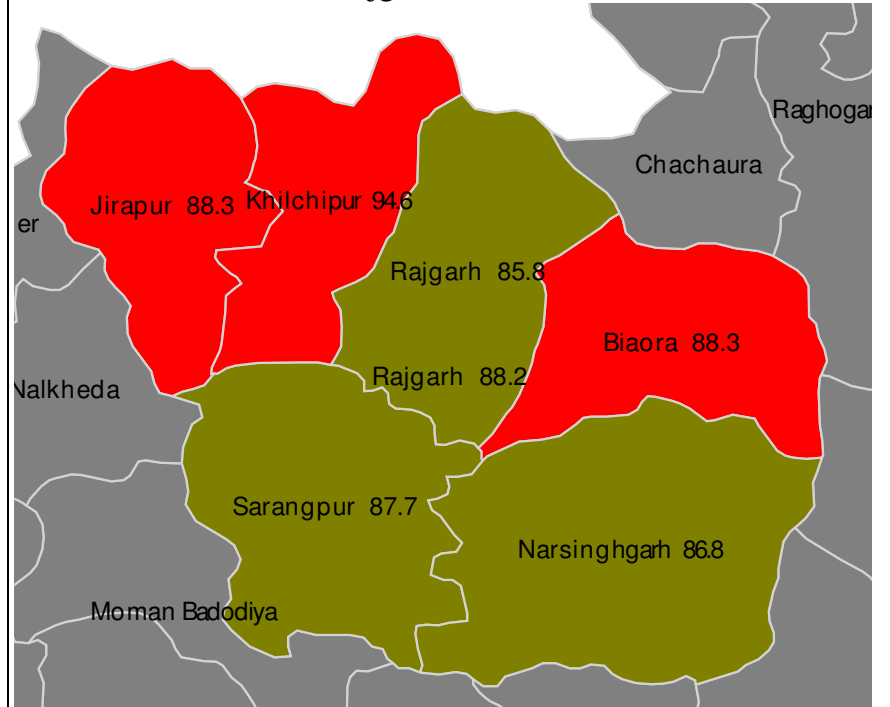 Raghogar
Chachaura
Jirapur 88.3
Khilchipur 94.6
er
Rajgarh 85.8
Biaora 88.3
Rajgarh 88.2
Nalkheda
Sarangpur 87.7
Narsinghgarh 86.8
Moman Badodiya